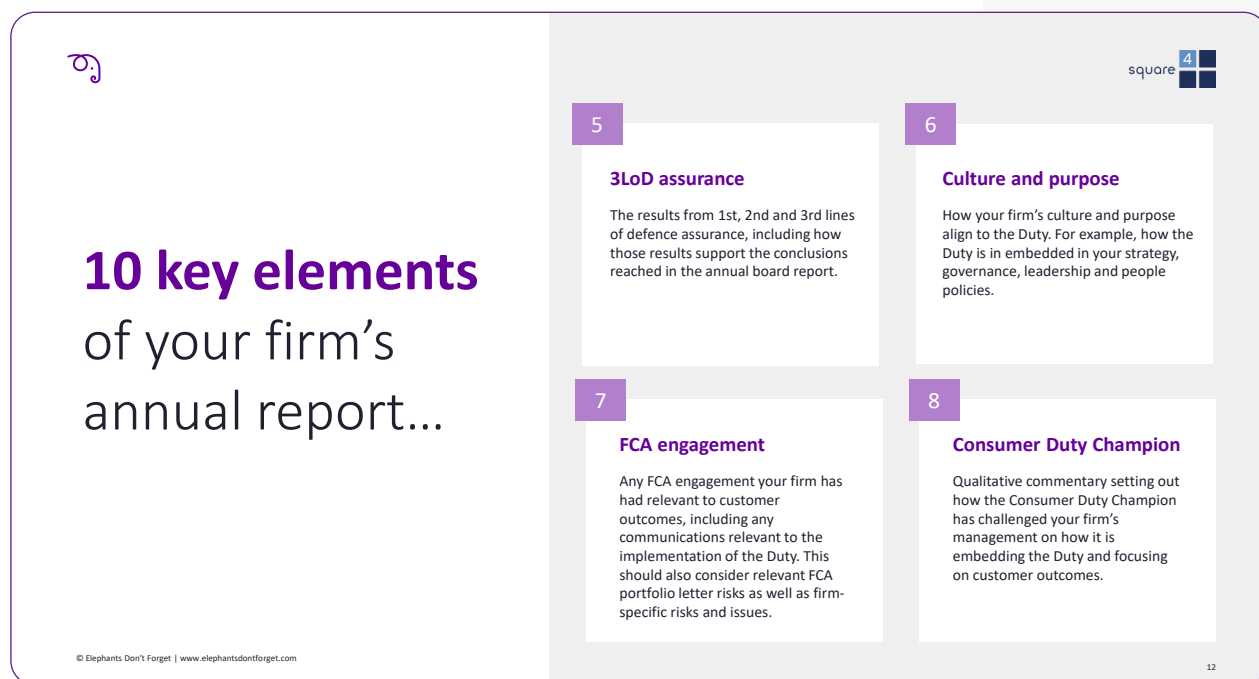 10 key elements
of your firm's
annual report...
square 4
5
3LoD assurance
The results from 1st, 2nd and 3rd lines
of defence assurance, including how
those results support the conclusions
reached in the annual board report.
6
Culture and purpose
How your firm's culture and purpose
align to the Duty. For example, how the
Duty is in embedded in your strategy,
governance, leadership and people
policies.
7
FCA engagement
Any FCA engagement your firm has
had relevant to customer
outcomes, including any
communications relevant to the
implementation of the Duty. This
should also consider relevant FCA
portfolio letter risks as well as firm-
specific risks and issues.
8
Consumer Duty Champion
Qualitative commentary setting out
how the Consumer Duty Champion
has challenged your firm's
management on how it is
embedding the Duty and focusing
on customer outcomes.
© Elephants Don't Forget | www.elephantsdontforget.com
12